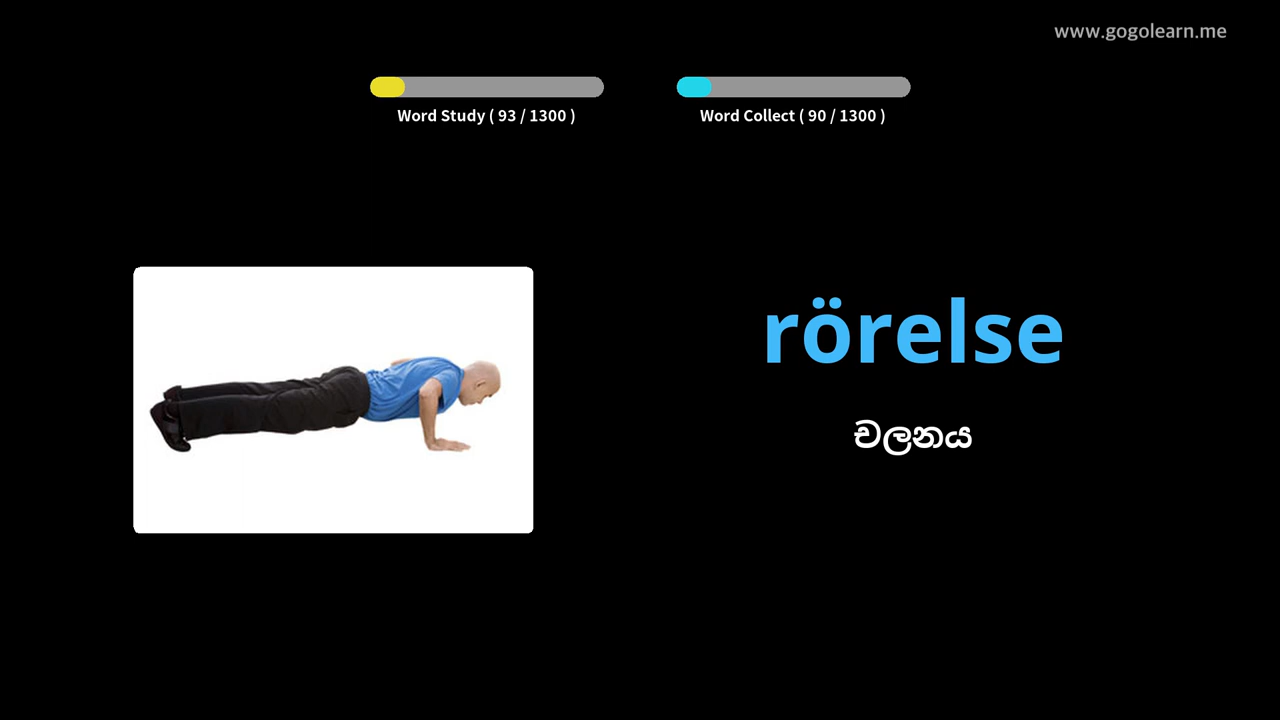 www.gogolearn.me
Word Study ( 93 / 1300 )
Word Collect ( 90 / 1300 )
rörelse
චලනය